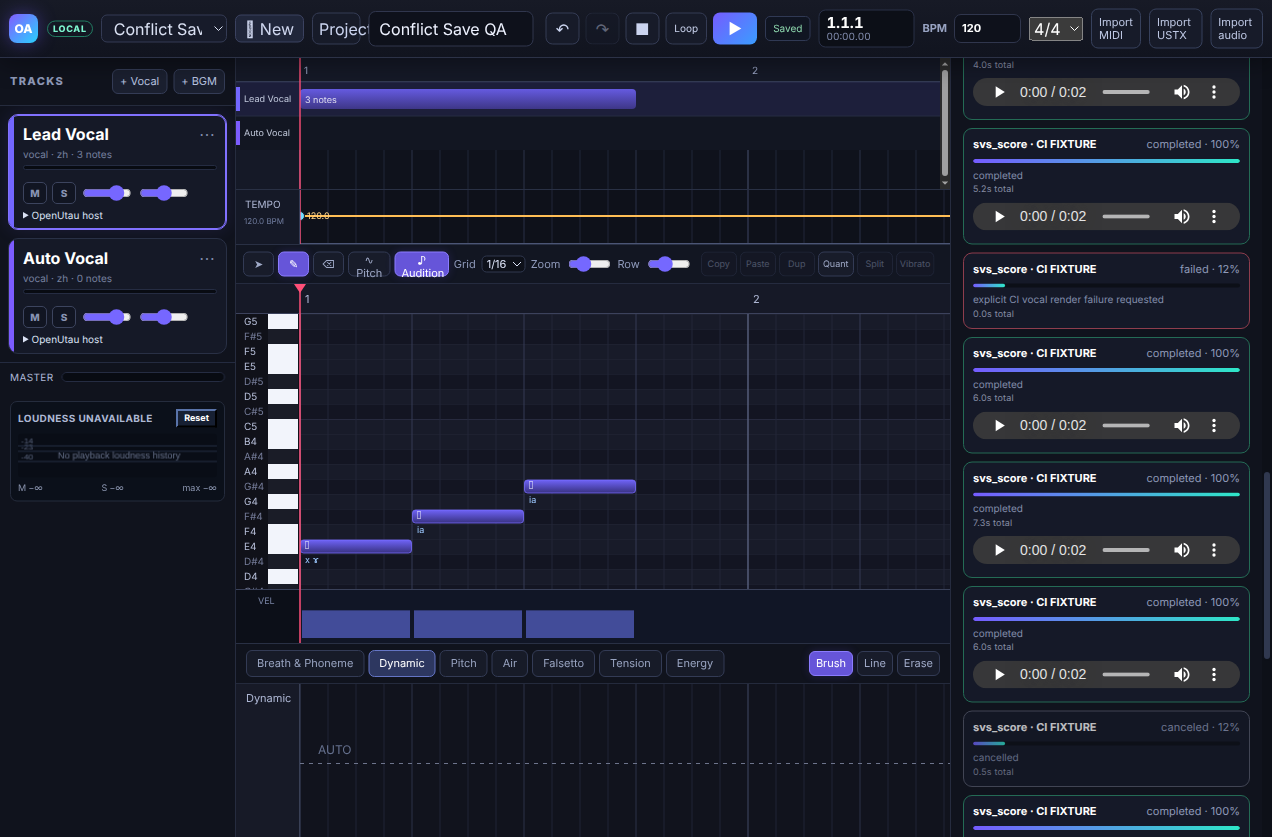 OA
LOCAL
Conflict Sav
New
Project
Conflict Save QA
Loop
Saved
1.1.1
00:00.00
BPM
120
4/4
Import
MIDI
Import
USTX
Import
audio
TRACKS
+ Vocal
+ BGM
Lead Vocal
vocal · zh · 3 notes
M
S
OpenUtau host
Auto Vocal
vocal · zh · 0 notes
M
S
OpenUtau host
MASTER
LOUDNESS UNAVAILABLE
Reset
-14
-23
-40
No playback loudness history
M −∞
S −∞
max −∞
1
2
Lead Vocal
3 notes
Auto Vocal
TEMPO
120.0 BPM
120.0
Pitch
Audition
Grid
1/16
Zoom
Row
Copy
Paste
Dup
Quant
Split
Vibrato
1
2
G5
F#5
F5
E5
D#5
D5
C#5
C5
B4
A#4
A4
G#4
G4
F#4
F4
E4
D#4
D4
ia
ia
x ɤ
VEL
Breath & Phoneme
Dynamic
Pitch
Air
Falsetto
Tension
Energy
Brush
Line
Erase
Dynamic
AUTO
4.0s total
0:00 / 0:02
svs_score · CI FIXTURE
completed · 100%
completed
5.2s total
0:00 / 0:02
svs_score · CI FIXTURE
failed · 12%
explicit CI vocal render failure requested
0.0s total
svs_score · CI FIXTURE
completed · 100%
completed
6.0s total
0:00 / 0:02
svs_score · CI FIXTURE
completed · 100%
completed
7.3s total
0:00 / 0:02
svs_score · CI FIXTURE
completed · 100%
completed
6.0s total
0:00 / 0:02
svs_score · CI FIXTURE
canceled · 12%
cancelled
0.5s total
svs_score · CI FIXTURE
completed · 100%